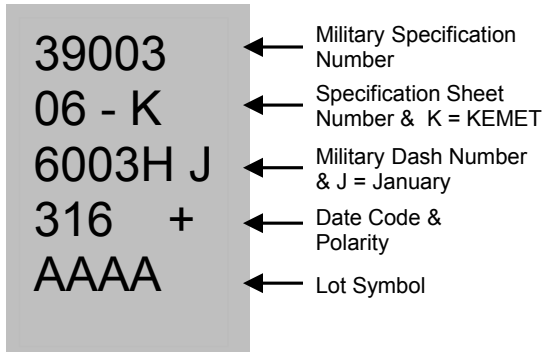 39003
06 - K
6003H J
316 +
AAAA
Military Specification
Number
Specification Sheet
Number & K = KEMET
Military Dash Number
& J = January
Date Code &
Polarity
Lot Symbol